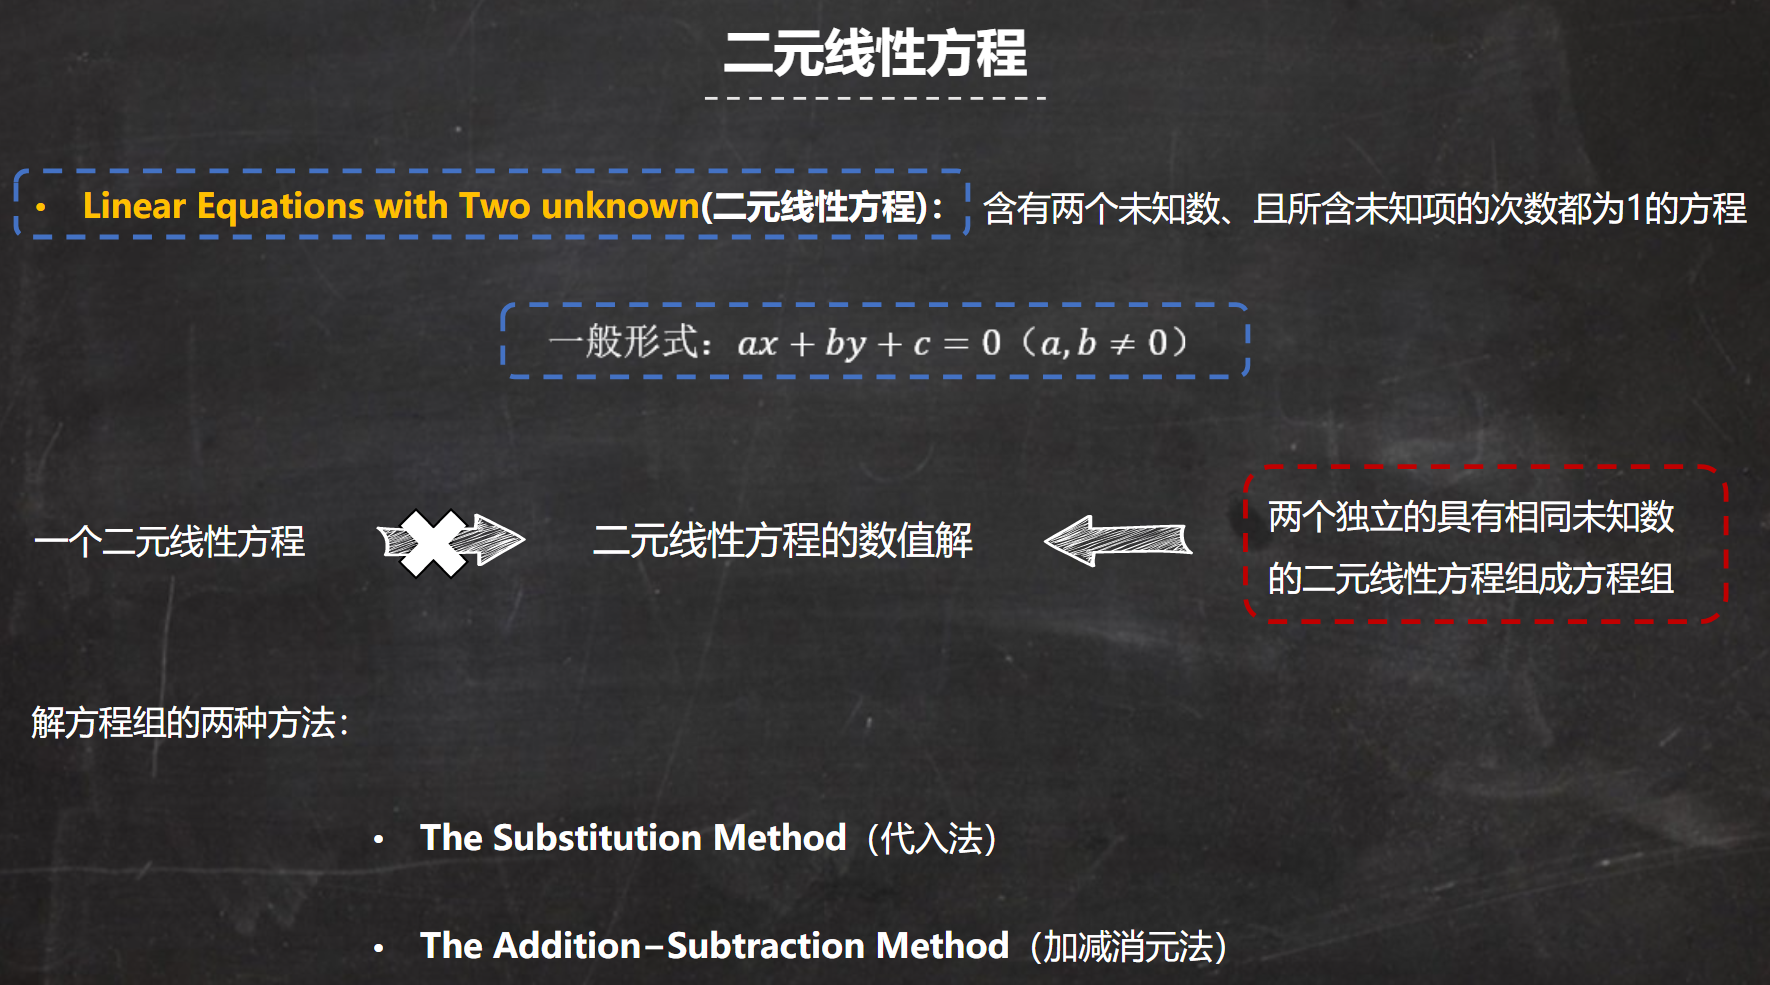 二元线性方程
• Linear Equations with Two unknown(二元线性方程)： 含有两个未知数、且所含未知项的次数都为1的方程
一般形式：ax + by + c = 0（a, b ≠ 0）
一个二元线性方程
二元线性方程的数值解
两个独立的具有相同未知数
的二元线性方程组成方程组
解方程组的两种方法：
• The Substitution Method（代入法）
• The Addition–Subtraction Method（加减消元法）